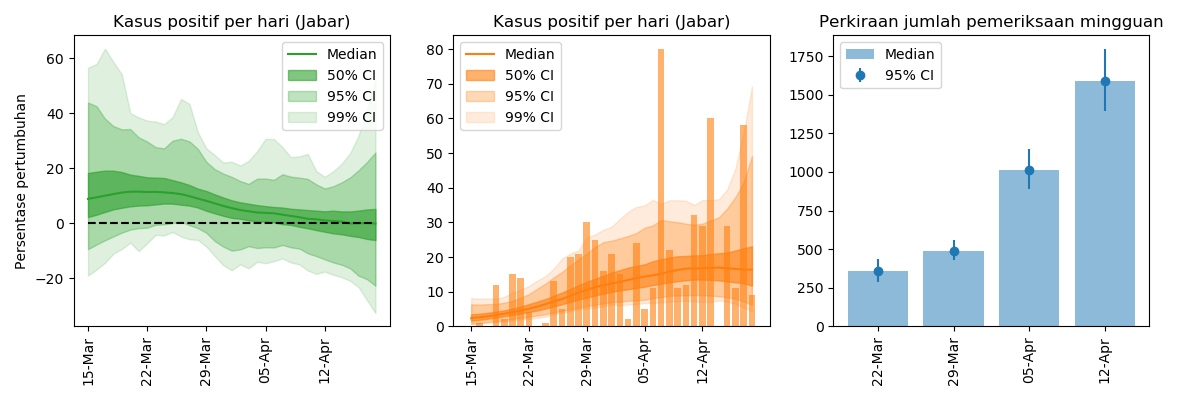 Kasus positif per hari (Jabar)
Persentase pertumbuhan
60
40
20
0
−20
Median
50% CI
95% CI
99% CI
15-Mar
22-Mar
29-Mar
05-Apr
12-Apr
Kasus positif per hari (Jabar)
80
70
60
50
40
30
20
10
0
Median
50% CI
95% CI
99% CI
15-Mar
22-Mar
29-Mar
05-Apr
12-Apr
Perkiraan jumlah pemeriksaan mingguan
1750
1500
1250
1000
750
500
250
0
Median
95% CI
22-Mar
29-Mar
05-Apr
12-Apr